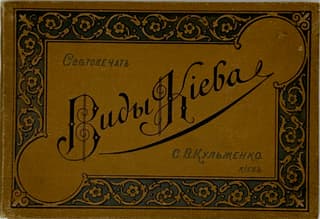 Свѣтопечать
Виды Кіева
С. В. Кульженко.
Кіевъ.